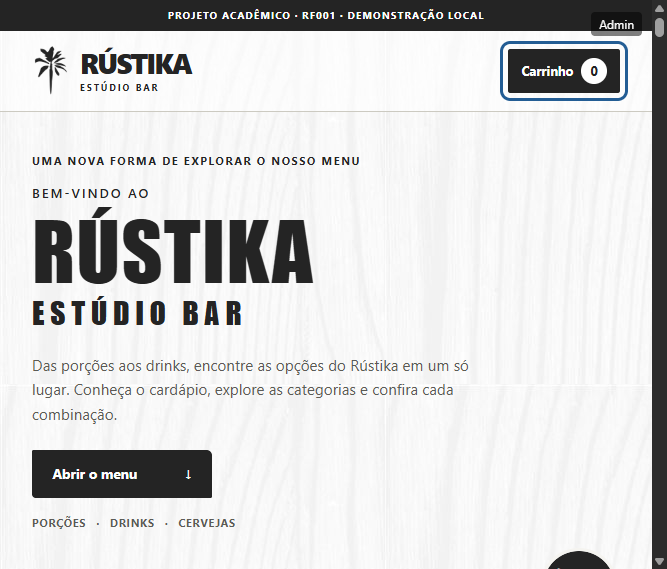 PROJETO ACADÊMICO · RF001 · DEMONSTRAÇÃO LOCAL
Admin
RÚSTIKA
ESTÚDIO BAR
Carrinho 0
UMA NOVA FORMA DE EXPLORAR O NOSSO MENU
BEM-VINDO AO
RÚSTIKA
ESTÚDIO BAR
Das porções aos drinks, encontre as opções do Rústika em um só
lugar. Conheça o cardápio, explore as categorias e confira cada
combinação.
Abrir o menu ↓
PORÇÕES · DRINKS · CERVEJAS